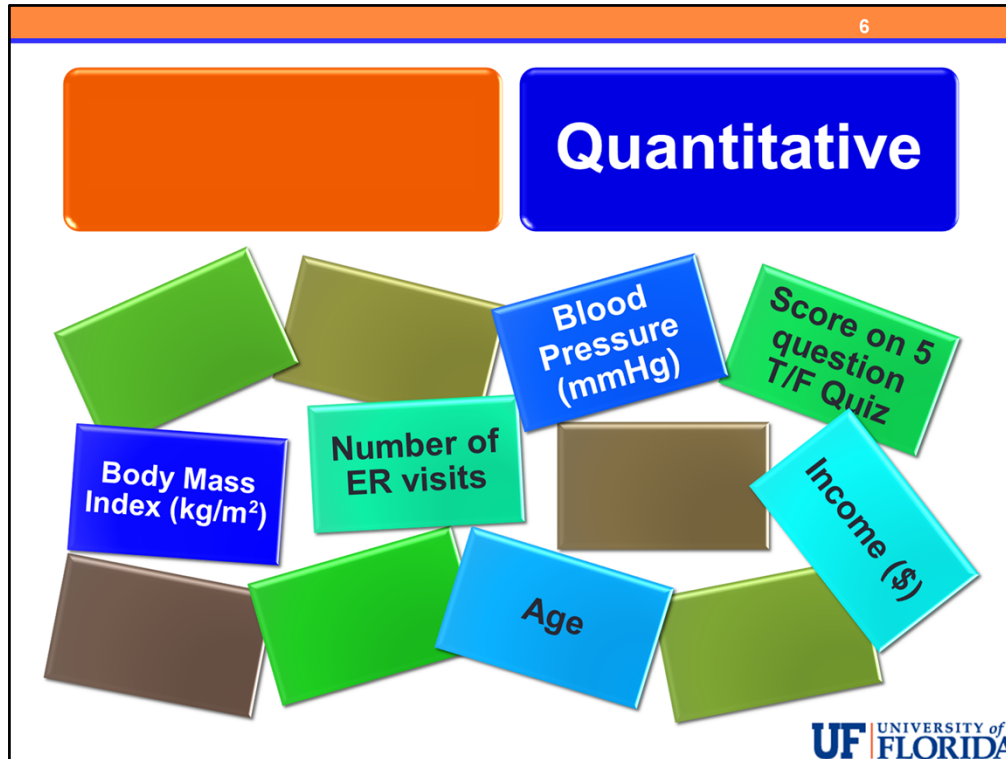 6
Quantitative
Blood
Pressure
(mmHg)
Score on 5
question
T/F Quiz
Body Mass
Index (kg/m²)
Number of
ER visits
Income ($)
Age
UF UNIVERSITY of
FLORIDA